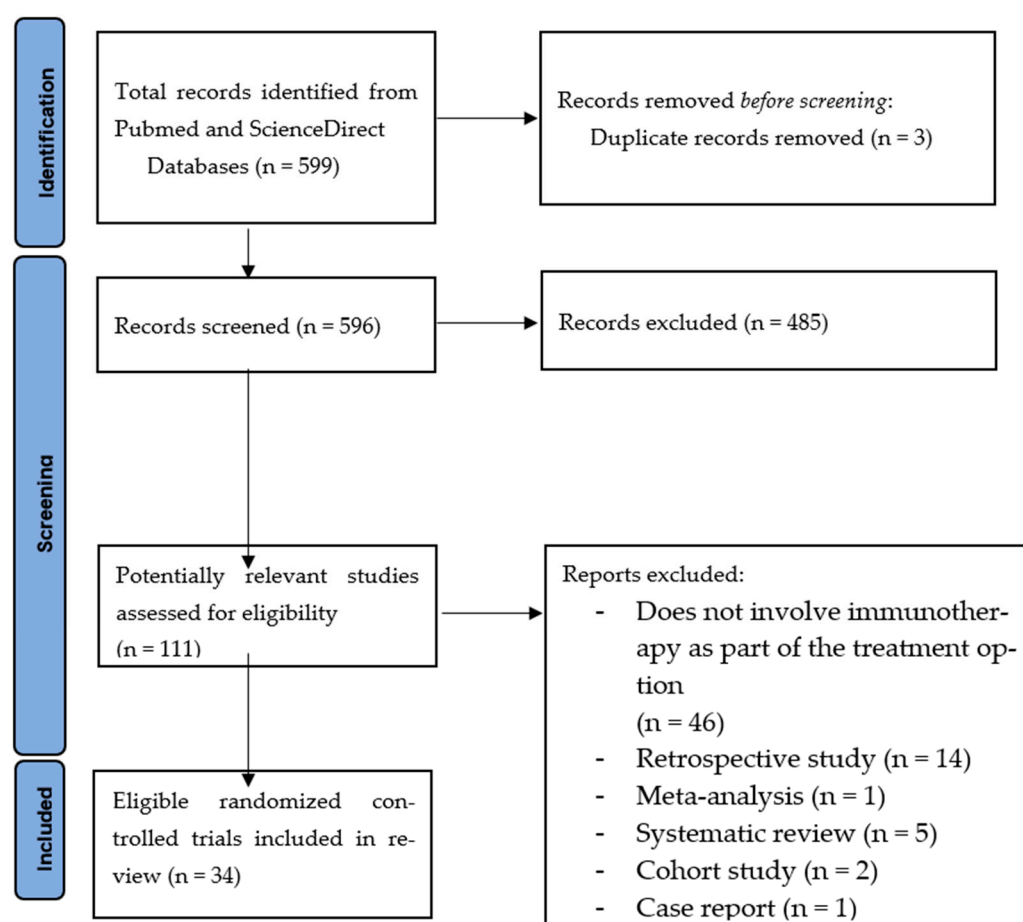 Identification
Total records identified from
Pubmed and ScienceDirect
Databases (n = 599)
Records removed before screening:
Duplicate records removed (n = 3)
Screening
Records screened (n = 596)
Records excluded (n = 485)
Potentially relevant studies
assessed for eligibility
(n = 111)
Reports excluded:
- Does not involve immunother-
apy as part of the treatment op-
tion
(n = 46)
- Retrospective study (n = 14)
- Meta-analysis (n = 1)
- Systematic review (n = 5)
- Cohort study (n = 2)
- Case report (n = 1)
Included
Eligible randomized con-
trolled trials included in re-
view (n = 34)